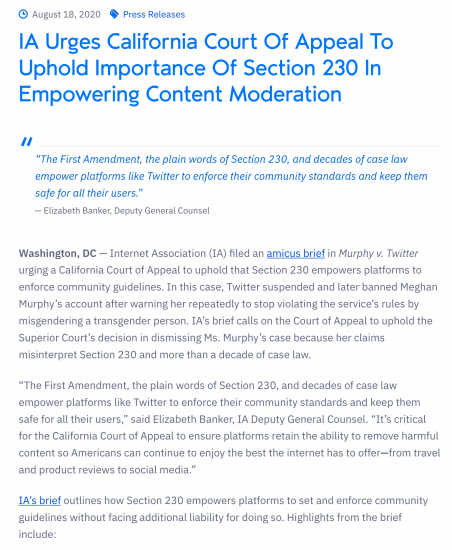 August 18, 2020 Press Releases
IA Urges California Court Of Appeal To
Uphold Importance Of Section 230 In
Empowering Content Moderation
“
“The First Amendment, the plain words of Section 230, and decades of case law
empower platforms like Twitter to enforce their community standards and keep them
safe for all their users.”
— Elizabeth Banker, Deputy General Counsel
Washington, DC — Internet Association (IA) filed an amicus brief in Murphy v. Twitter
urging a California Court of Appeal to uphold that Section 230 empowers platforms to
enforce community guidelines. In this case, Twitter suspended and later banned Meghan
Murphy’s account after warning her repeatedly to stop violating the service’s rules by
misgendering a transgender person. IA’s brief calls on the Court of Appeal to uphold the
Superior Court’s decision in dismissing Ms. Murphy’s case because her claims
misinterpret Section 230 and more than a decade of case law.
“The First Amendment, the plain words of Section 230, and decades of case law
empower platforms like Twitter to enforce their community standards and keep them
safe for all their users,” said Elizabeth Banker, IA Deputy General Counsel. “It’s critical
for the California Court of Appeal to ensure platforms retain the ability to remove harmful
content so Americans can continue to enjoy the best the internet has to offer—from travel
and product reviews to social media.”
IA’s brief outlines how Section 230 empowers platforms to set and enforce community
guidelines without facing additional liability for doing so. Highlights from the brief
include: